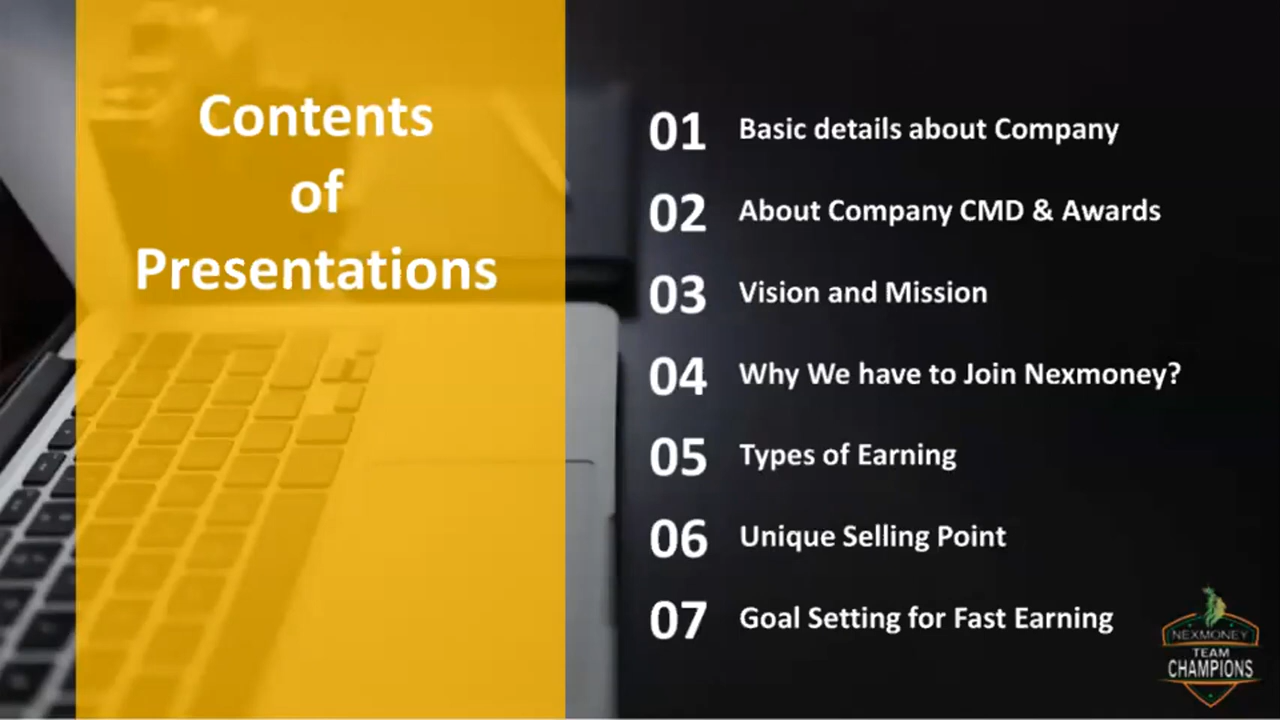 Contents
of
Presentations
01 Basic details about Company
02 About Company CMD & Awards
03 Vision and Mission
04 Why We have to Join Nexmoney?
05 Types of Earning
06 Unique Selling Point
07 Goal Setting for Fast Earning
NEXMONEY
TEAM
CHAMPIONS